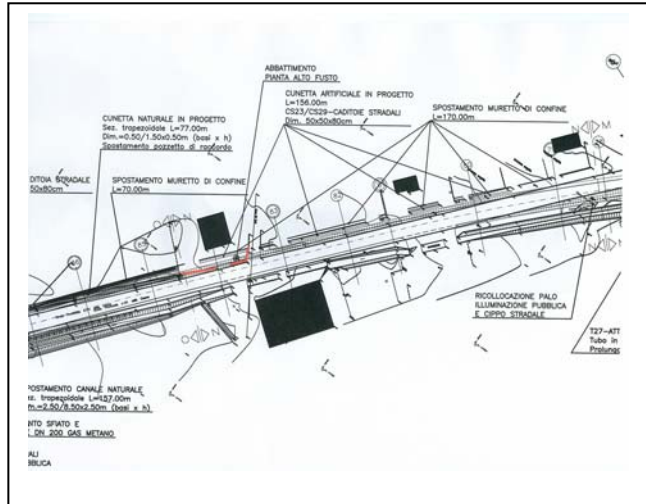 ABBATTIMENTO
PIANTA ALTO FUSTO
CUNETTA ARTIFICIALE IN PROGETTO
L=156.00m
CS23/CS29-CADITOIE STRADALI
Dim. 50x50x80cm
SPOSTAMENTO MURETTO DI CONFINE
L=170.00m
CUNETTA NATURALE IN PROGETTO
Sez. trapezoidale L=77.00m
Dim.=0.50/1.50x0.50m (basi x h)
Spostamento pozzetto di raccordo
DITOIA STRADALE
50x80cm
SPOSTAMENTO MURETTO DI CONFINE
L=70.00m
RICOLLOCAZIONE PALO
ILLUMINAZIONE PUBBLICA
E CIPPO STRADALE
T27-ATT
Tubo in
Prolunga
POSTAMENTO CANALE NATURALE
ez. trapezoidale L=157.00m
m.=2.50/8.50x2.50m (basi x h)
NTO SFIATO E
E DN 200 GAS METANO
ALI
BBLICA